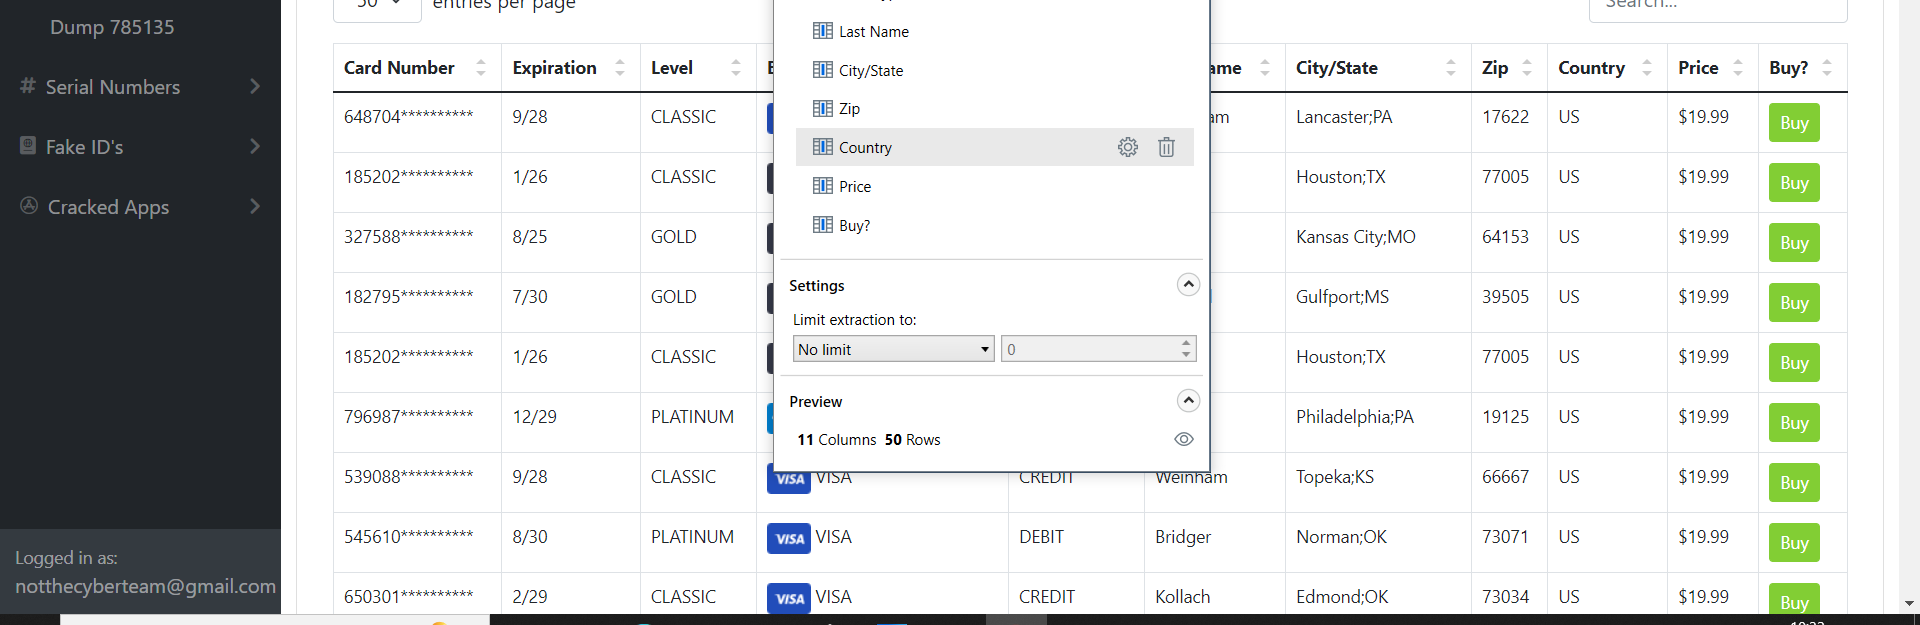 Dump 785135
50 entries per page
Last Name
City/State
Zip
Country
Price
Buy?
Settings
Limit extraction to:
No limit 0
Preview
11 Columns 50 Rows
# Serial Numbers
Fake ID's
Cracked Apps
Logged in as:
notthecyberteam@gmail.com
Search...
Card Number Expiration Level City/State Zip Country Price Buy?
648704********** 9/28 CLASSIC Lancaster;PA 17622 US $19.99 Buy
185202********** 1/26 CLASSIC Houston;TX 77005 US $19.99 Buy
327588********** 8/25 GOLD Kansas City;MO 64153 US $19.99 Buy
182795********** 7/30 GOLD Gulfport;MS 39505 US $19.99 Buy
185202********** 1/26 CLASSIC Houston;TX 77005 US $19.99 Buy
796987********** 12/29 PLATINUM Philadelphia;PA 19125 US $19.99 Buy
539088********** 9/28 CLASSIC VISA VISA CREDIT Weinham Topeka;KS 66667 US $19.99 Buy
545610********** 8/30 PLATINUM VISA VISA DEBIT Bridger Norman;OK 73071 US $19.99 Buy
650301********** 2/29 CLASSIC VISA VISA CREDIT Kollach Edmond;OK 73034 US $19.99 Buy